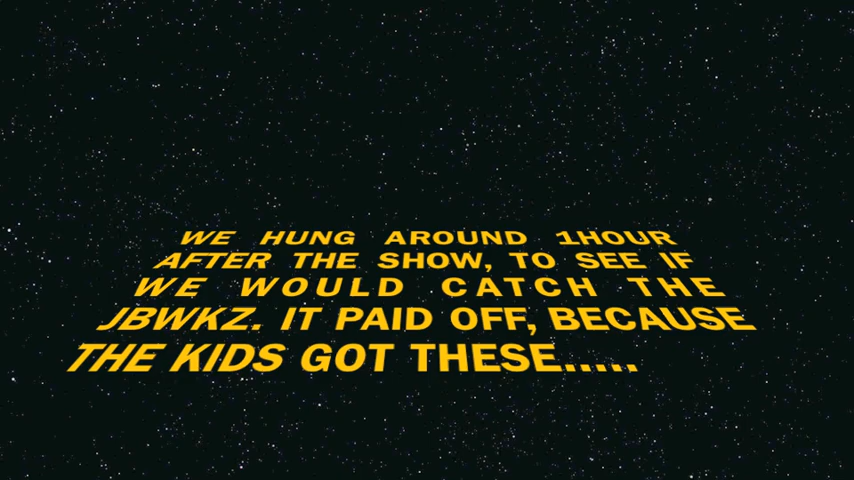 WE HUNG AROUND 1HOUR
AFTER THE SHOW, TO SEE IF
WE WOULD CATCH THE
JBWKZ. IT PAID OFF, BECAUSE
THE KIDS GOT THESE.....